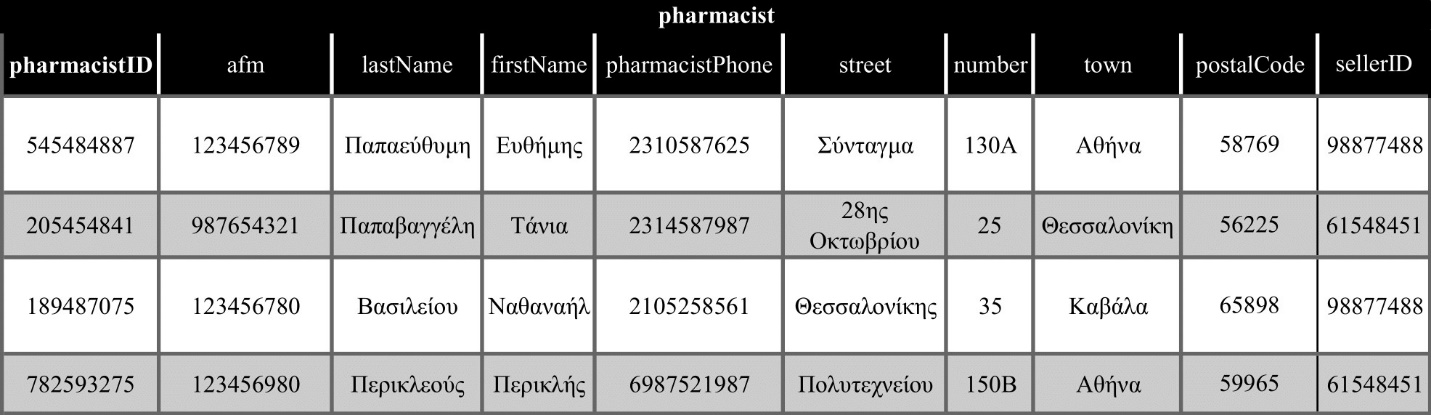 pharmacist
pharmacistID afm lastName firstName pharmacistPhone street number town postalCode sellerID
545484887 123456789 Παπαεύθυμη Ευθήμης 2310587625 Σύνταγμα 130A Αθήνα 58769 98877488
205454841 987654321 Παπαβαγγέλη Τάνια 2314587987 28ης Οκτωβρίου 25 Θεσσαλονίκη 56225 61548451
189487075 123456780 Βασιλείου Ναθαναήλ 2105258561 Θεσσαλονίκης 35 Καβάλα 65898 98877488
782593275 123456980 Περικλεούς Περικλής 6987521987 Πολυτεχνείου 150B Αθήνα 59965 61548451